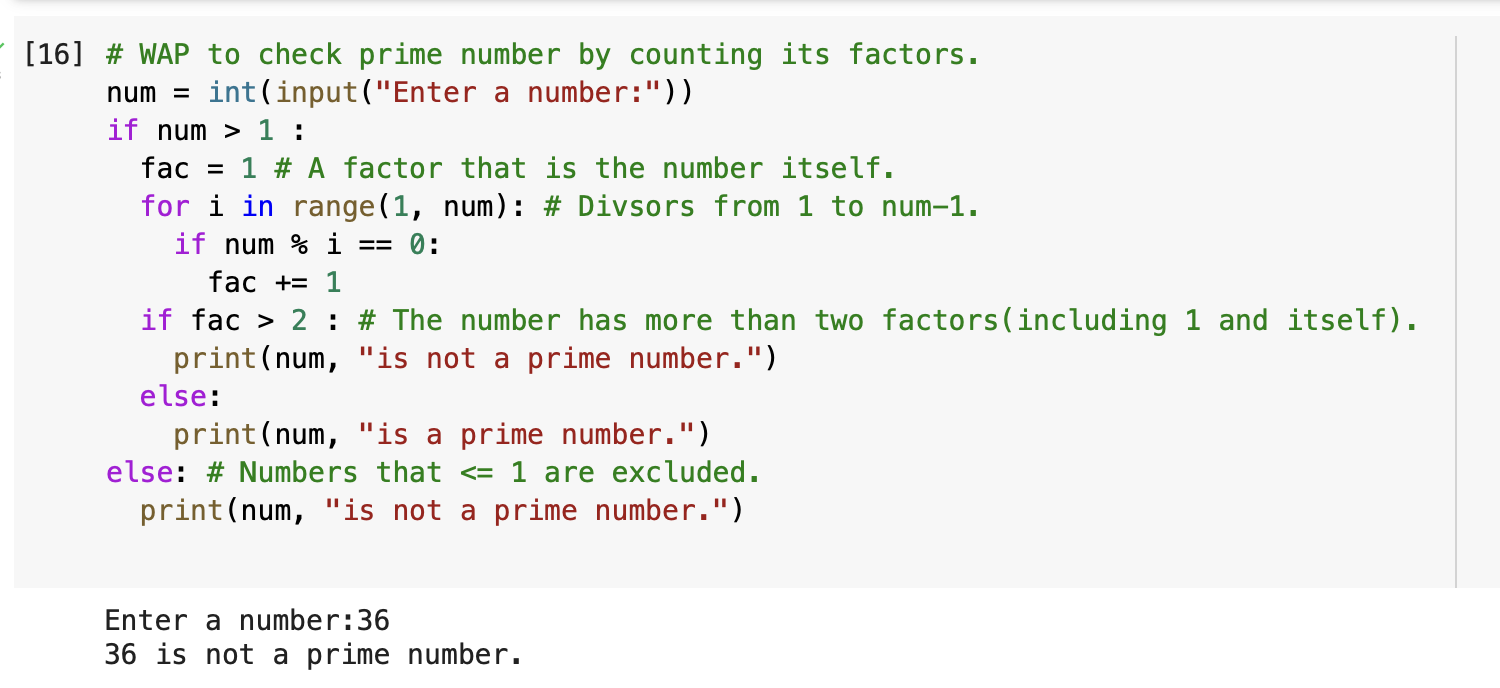 [16] # WAP to check prime number by counting its factors.
num = int(input("Enter a number:"))
if num > 1 :
  fac = 1 # A factor that is the number itself.
  for i in range(1, num): # Divsors from 1 to num-1.
    if num % i == 0:
      fac += 1
  if fac > 2 : # The number has more than two factors(including 1 and itself).
    print(num, "is not a prime number.")
  else:
    print(num, "is a prime number.")
else: # Numbers that <= 1 are excluded.
  print(num, "is not a prime number.")
Enter a number:36
36 is not a prime number.